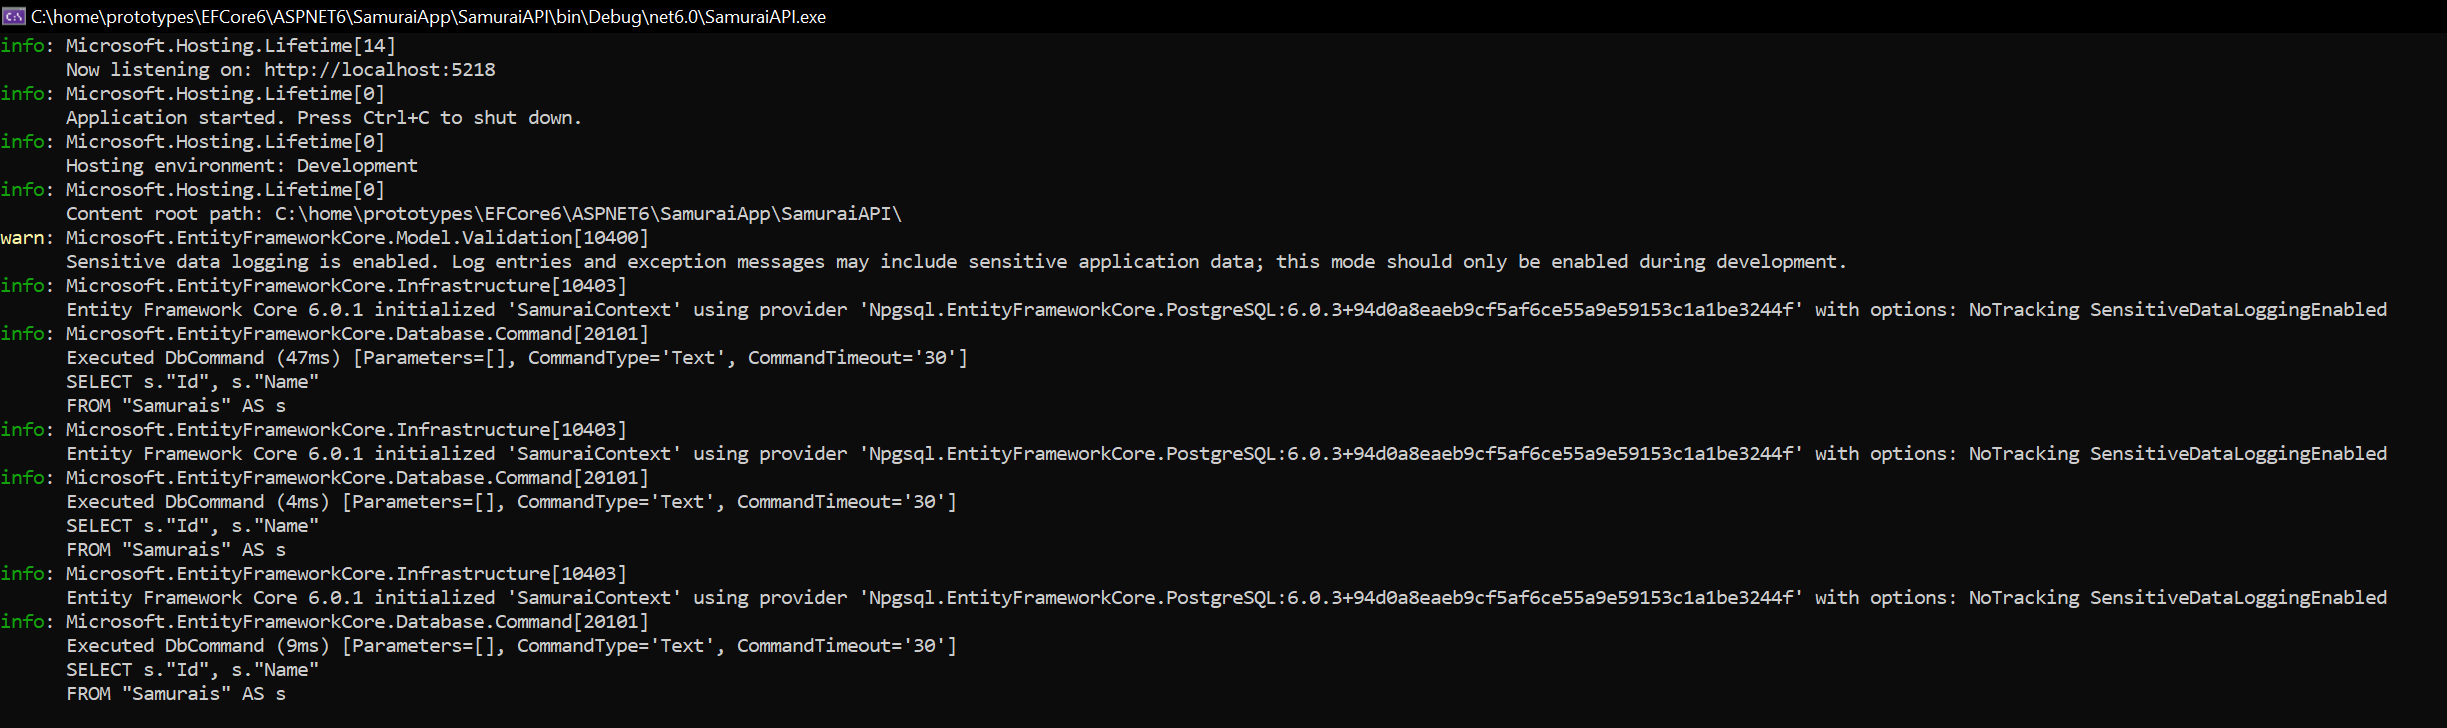 C:\home\prototypes\EFCore6\ASPNET6\SamuraiApp\SamuraiAPI\bin\Debug\net6.0\SamuraiAPI.exe
info: Microsoft.Hosting.Lifetime[14]
      Now listening on: http://localhost:5218
info: Microsoft.Hosting.Lifetime[0]
      Application started. Press Ctrl+C to shut down.
info: Microsoft.Hosting.Lifetime[0]
      Hosting environment: Development
info: Microsoft.Hosting.Lifetime[0]
      Content root path: C:\home\prototypes\EFCore6\ASPNET6\SamuraiApp\SamuraiAPI\
warn: Microsoft.EntityFrameworkCore.Model.Validation[10400]
      Sensitive data logging is enabled. Log entries and exception messages may include sensitive application data; this mode should only be enabled during development.
info: Microsoft.EntityFrameworkCore.Infrastructure[10403]
      Entity Framework Core 6.0.1 initialized 'SamuraiContext' using provider 'Npgsql.EntityFrameworkCore.PostgreSQL:6.0.3+94d0a8eaeb9cf5af6ce55a9e59153c1a1be3244f' with options: NoTracking SensitiveDataLoggingEnabled
info: Microsoft.EntityFrameworkCore.Database.Command[20101]
      Executed DbCommand (47ms) [Parameters=[], CommandType='Text', CommandTimeout='30']
      SELECT s."Id", s."Name"
      FROM "Samurais" AS s
info: Microsoft.EntityFrameworkCore.Infrastructure[10403]
      Entity Framework Core 6.0.1 initialized 'SamuraiContext' using provider 'Npgsql.EntityFrameworkCore.PostgreSQL:6.0.3+94d0a8eaeb9cf5af6ce55a9e59153c1a1be3244f' with options: NoTracking SensitiveDataLoggingEnabled
info: Microsoft.EntityFrameworkCore.Database.Command[20101]
      Executed DbCommand (4ms) [Parameters=[], CommandType='Text', CommandTimeout='30']
      SELECT s."Id", s."Name"
      FROM "Samurais" AS s
info: Microsoft.EntityFrameworkCore.Infrastructure[10403]
      Entity Framework Core 6.0.1 initialized 'SamuraiContext' using provider 'Npgsql.EntityFrameworkCore.PostgreSQL:6.0.3+94d0a8eaeb9cf5af6ce55a9e59153c1a1be3244f' with options: NoTracking SensitiveDataLoggingEnabled
info: Microsoft.EntityFrameworkCore.Database.Command[20101]
      Executed DbCommand (9ms) [Parameters=[], CommandType='Text', CommandTimeout='30']
      SELECT s."Id", s."Name"
      FROM "Samurais" AS s